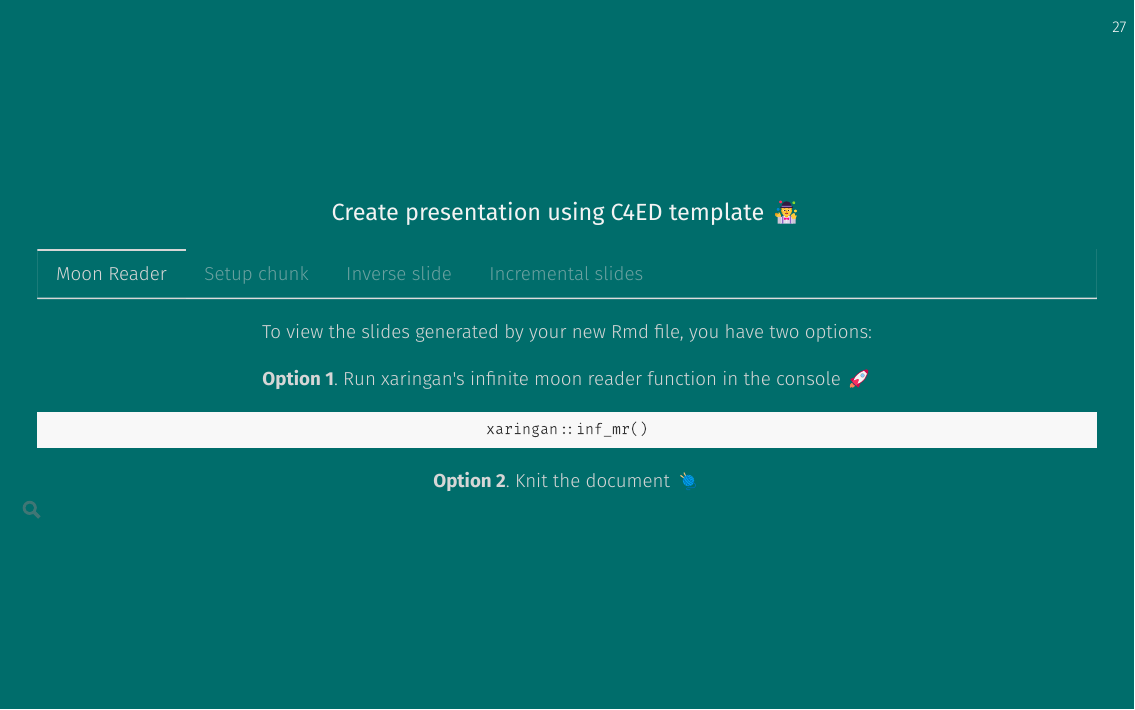 27
Create presentation using C4ED template 🤹
Moon Reader Setup chunk Inverse slide Incremental slides
To view the slides generated by your new Rmd file, you have two options:
Option 1. Run xaringan's infinite moon reader function in the console 🚀
xaringan::inf_mr()
Option 2. Knit the document 🧶